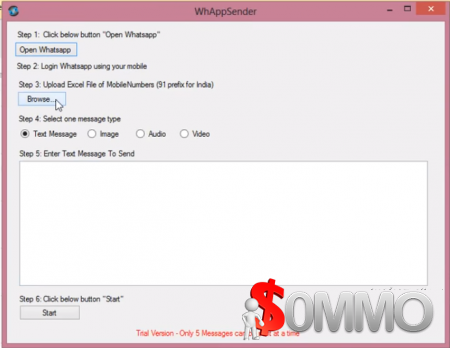 WhAppSender
Step 1: Click below button "Open Whatsapp"
Open Whatsapp
Step 2: Login Whatsapp using your mobile
Step 3: Upload Excel File of MobileNumbers (91 prefix for India)
Browse...
Step 4: Select one message type
Text Message Image Audio Video
Step 5: Enter Text Message To Send
$OMMO
Step 6: Click below button "Start"
Start
Trial Version - Only 5 Messages can at a time